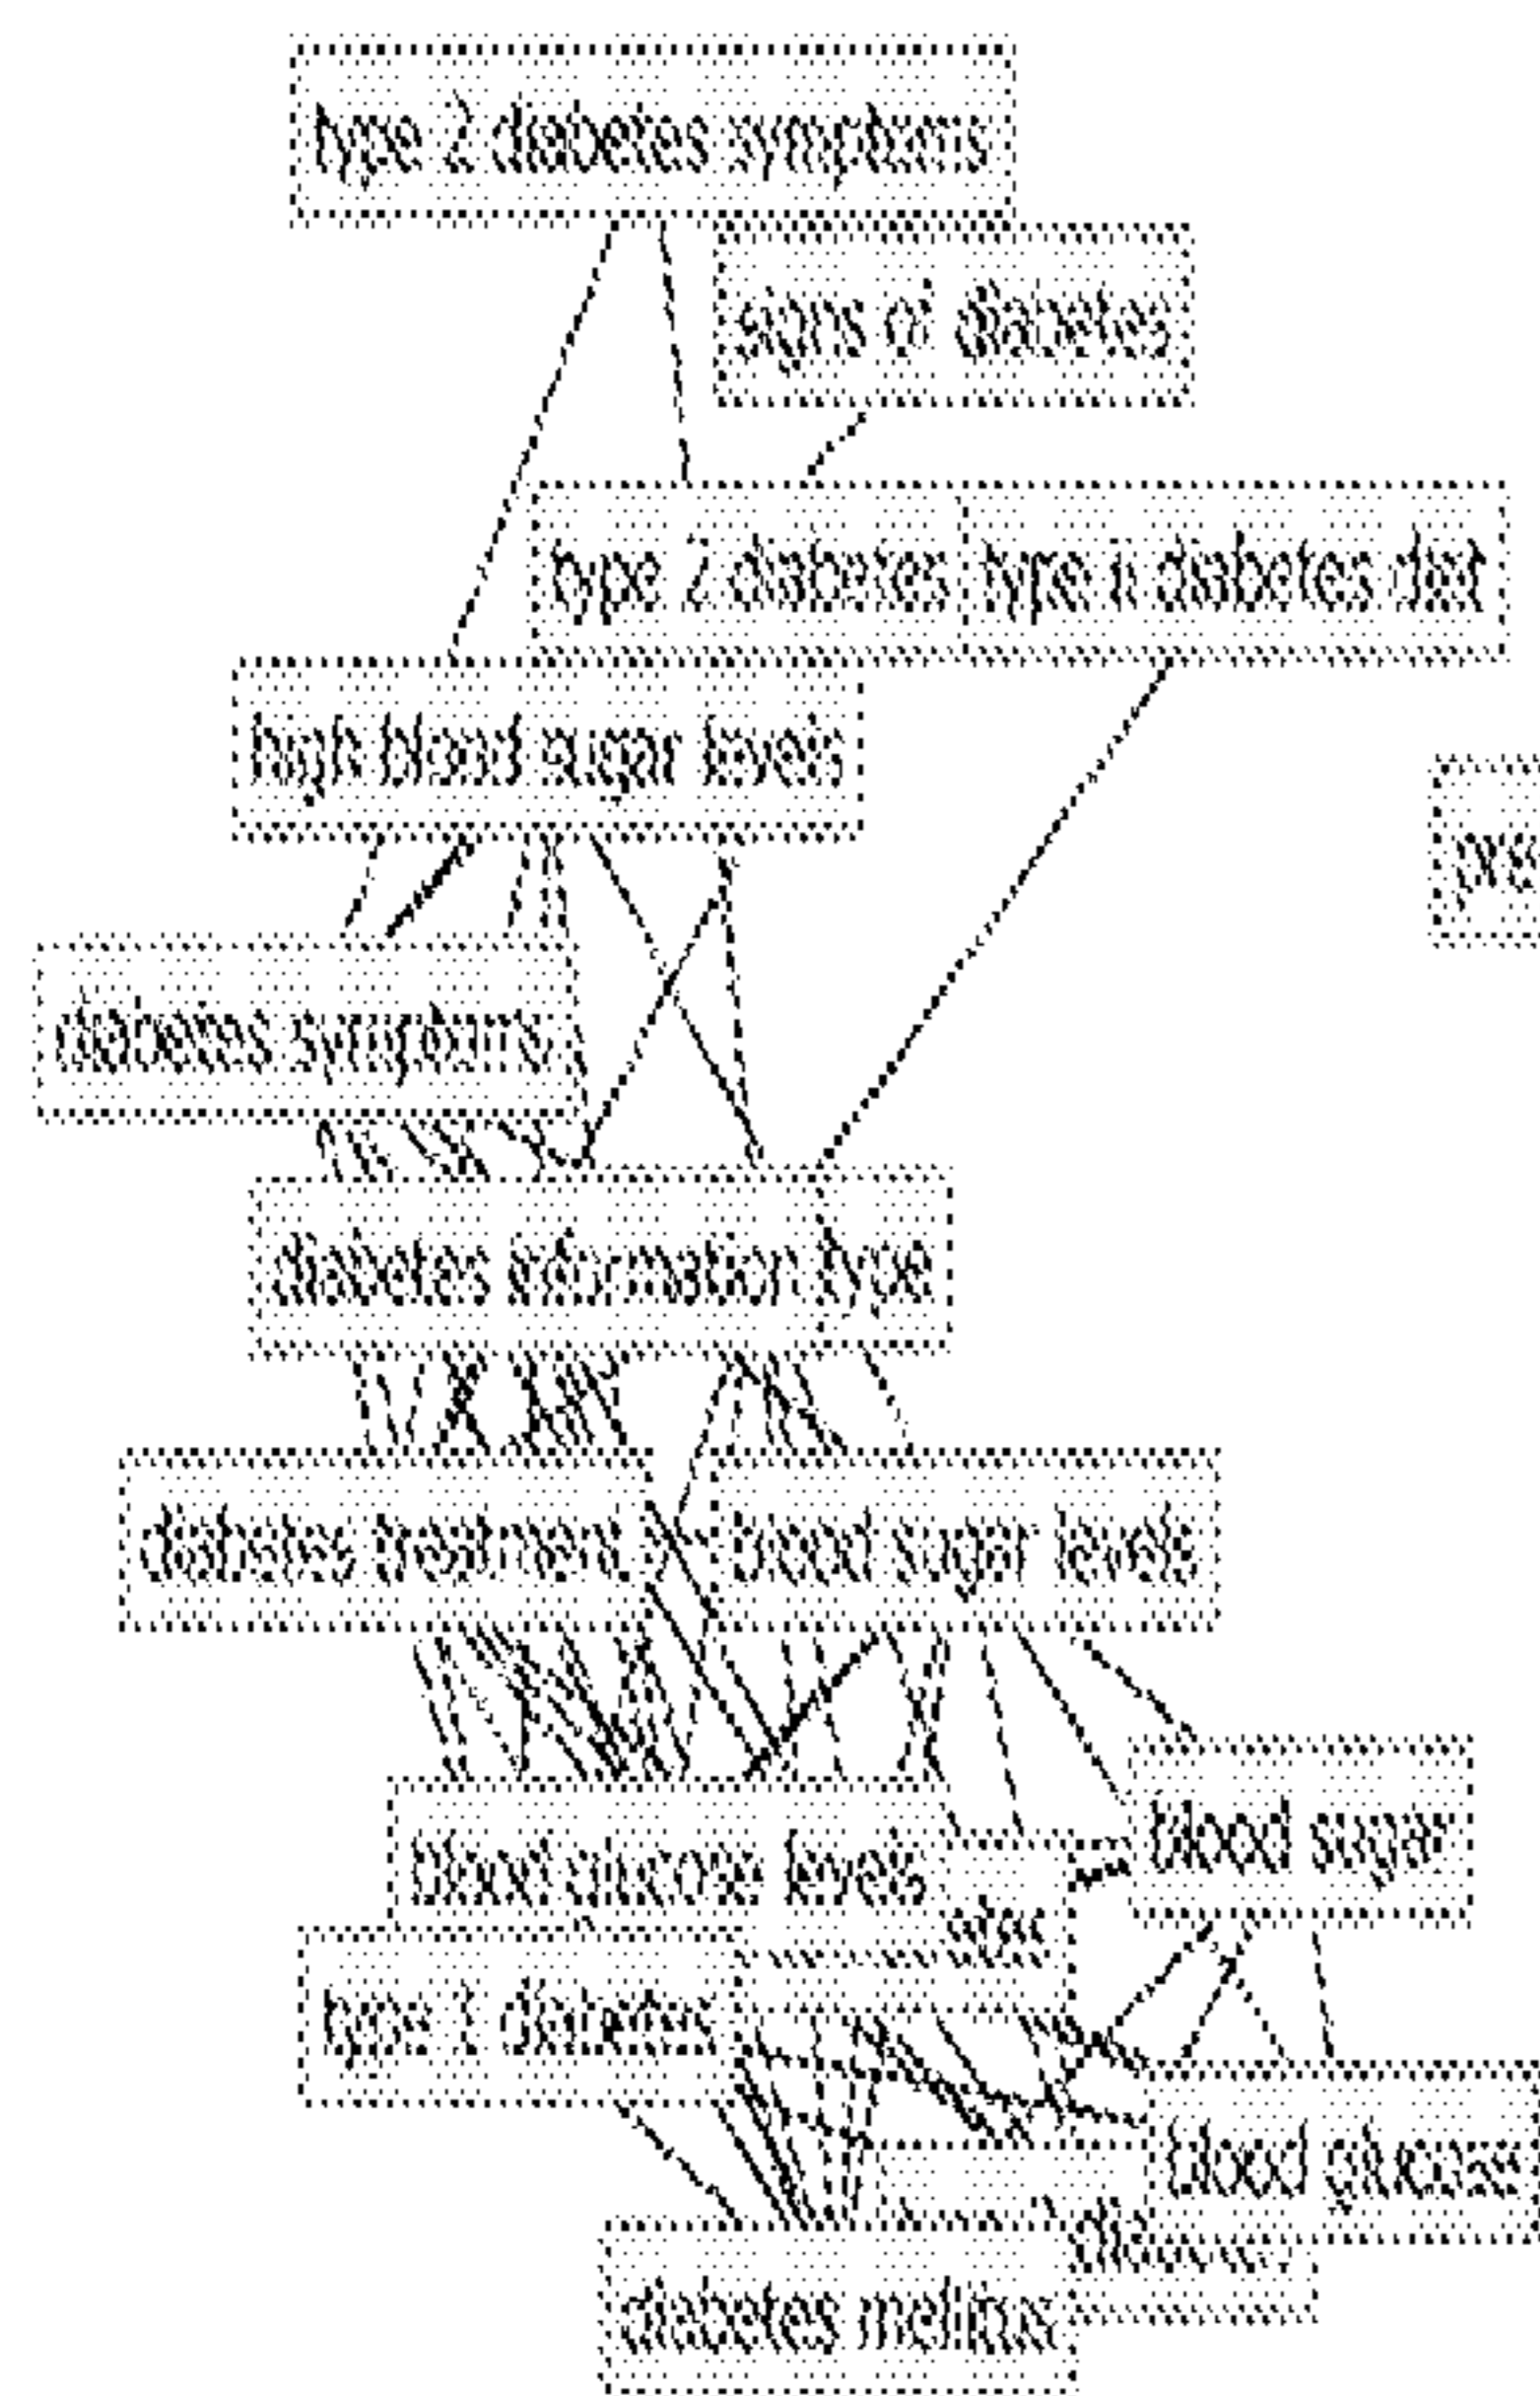 type 2 diabetes symptoms
signs of diabetes
type 2 diabetes
type ii diabetes diet
high blood sugar levels
diabetes symptoms
diabetes information
type
diabetes treatment
blood sugar levels
blood sugar
blood glucose levels
type 1 diabetes
blood glucose
diabetes mellitus